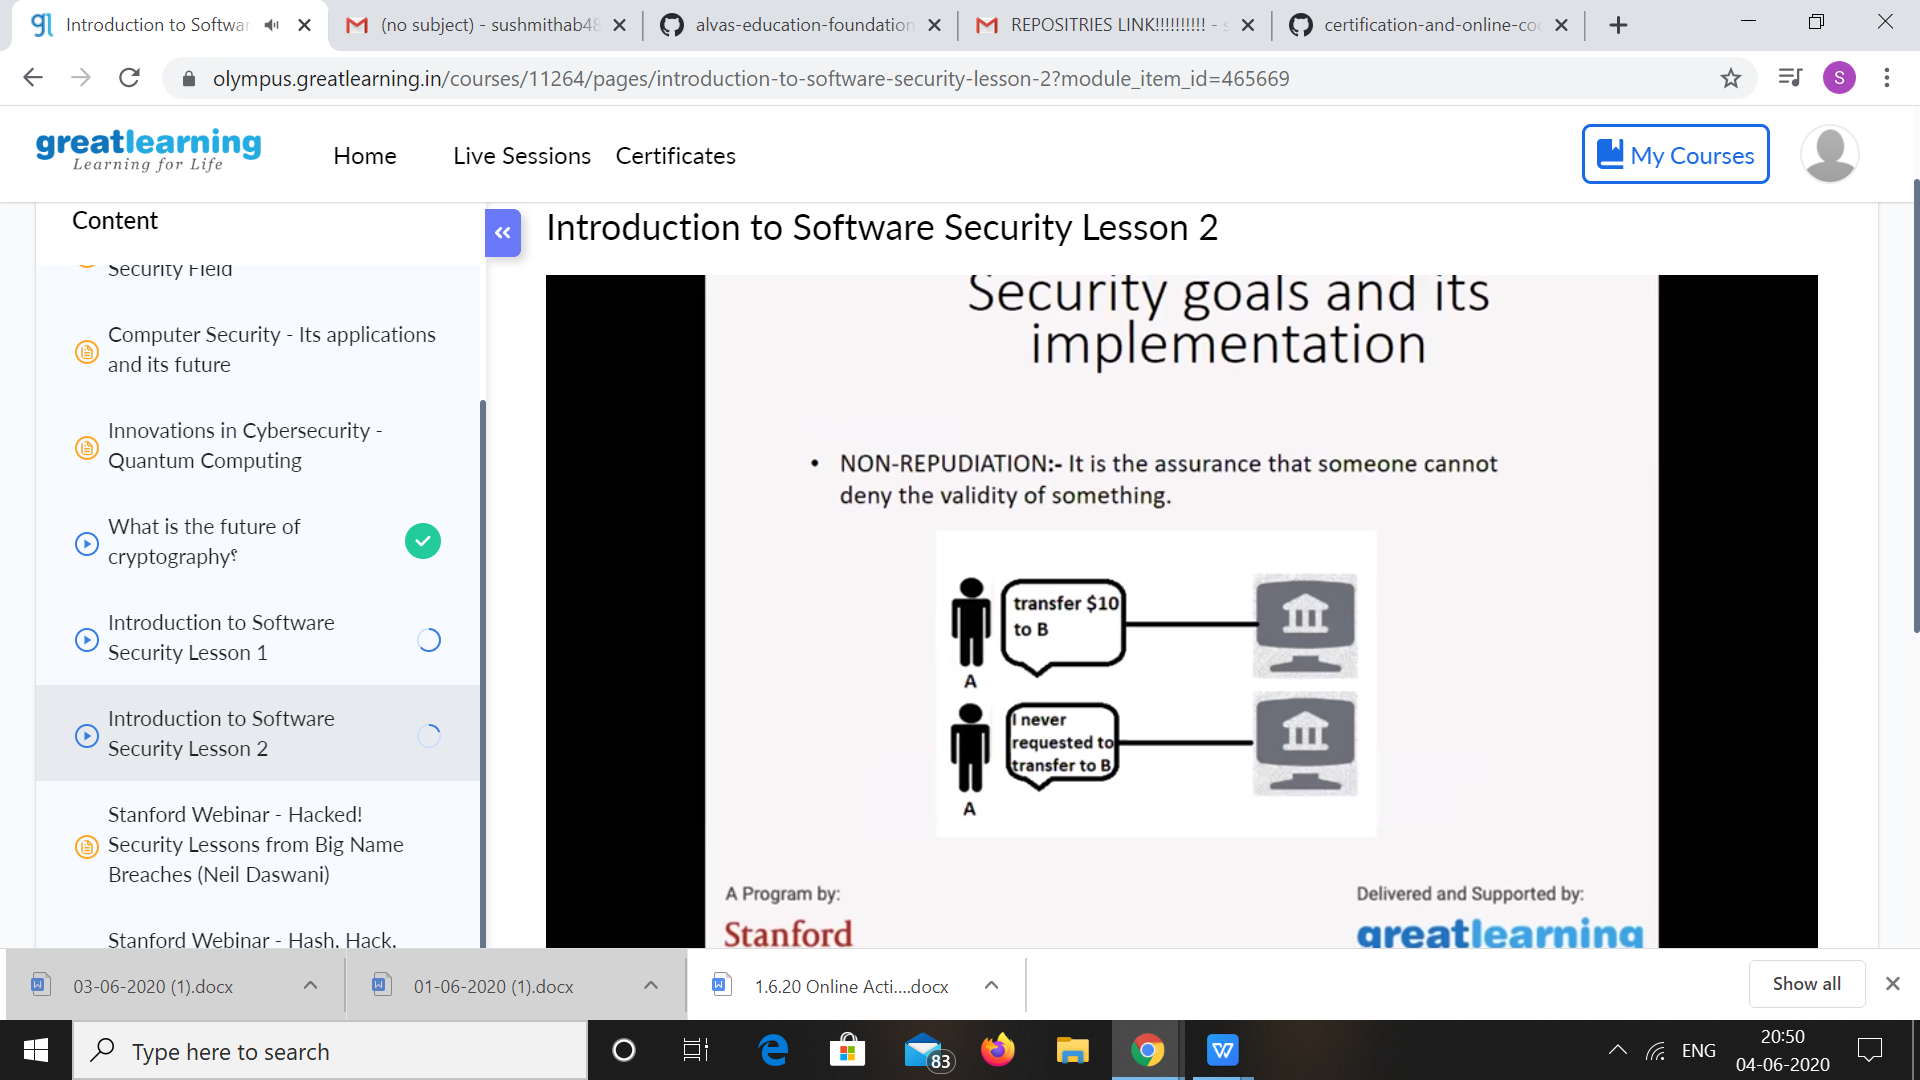 Introduction to Softwar
(no subject) - sushmithab48
alvas-education-foundation
REPOSITRIES LINK!!!!!!!!!! - s
certification-and-online-co
olympus.greatlearning.in/courses/11264/pages/introduction-to-software-security-lesson-2?module_item_id=465669
S
greatlearning
Learning for Life
Home
Live Sessions
Certificates
My Courses
Content
Security Field
Computer Security - Its applications
and its future
Innovations in Cybersecurity -
Quantum Computing
What is the future of
cryptography?
Introduction to Software
Security Lesson 1
Introduction to Software
Security Lesson 2
Stanford Webinar - Hacked!
Security Lessons from Big Name
Breaches (Neil Daswani)
Stanford Webinar - Hash, Hack,
Introduction to Software Security Lesson 2
Security goals and its
implementation
• NON-REPUDIATION:- It is the assurance that someone cannot
deny the validity of something.
transfer $10
to B
A
I never
requested to
transfer to B
A
A Program by:
Stanford
Delivered and Supported by:
greatlearning
03-06-2020 (1).docx
01-06-2020 (1).docx
1.6.20 Online Acti....docx
Show all
Type here to search
83
ENG
20:50
04-06-2020